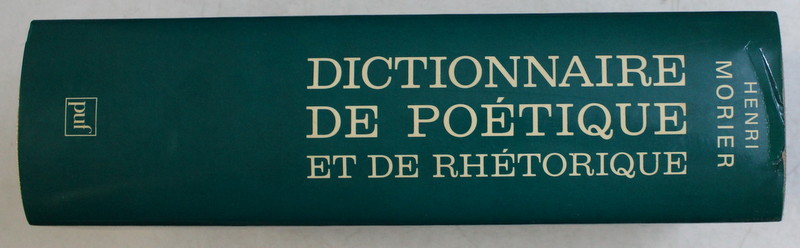 HENRI
MORIER
DICTIONNAIRE
DE POÉTIQUE
ET DE RHÉTORIQUE
puf